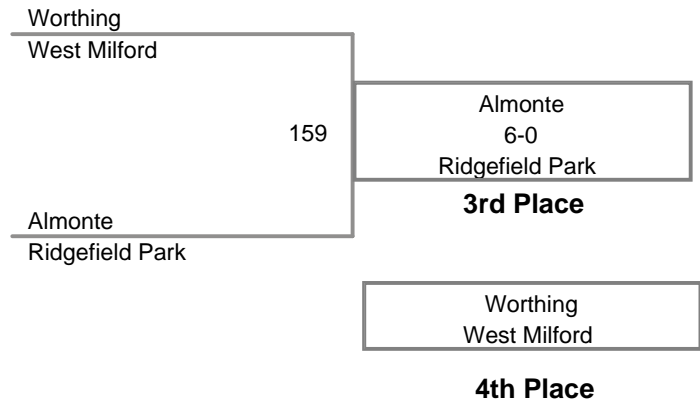 Worthing
West Milford
159
Almonte
6-0
Ridgefield Park
3rd Place
Almonte
Ridgefield Park
Worthing
West Milford
4th Place